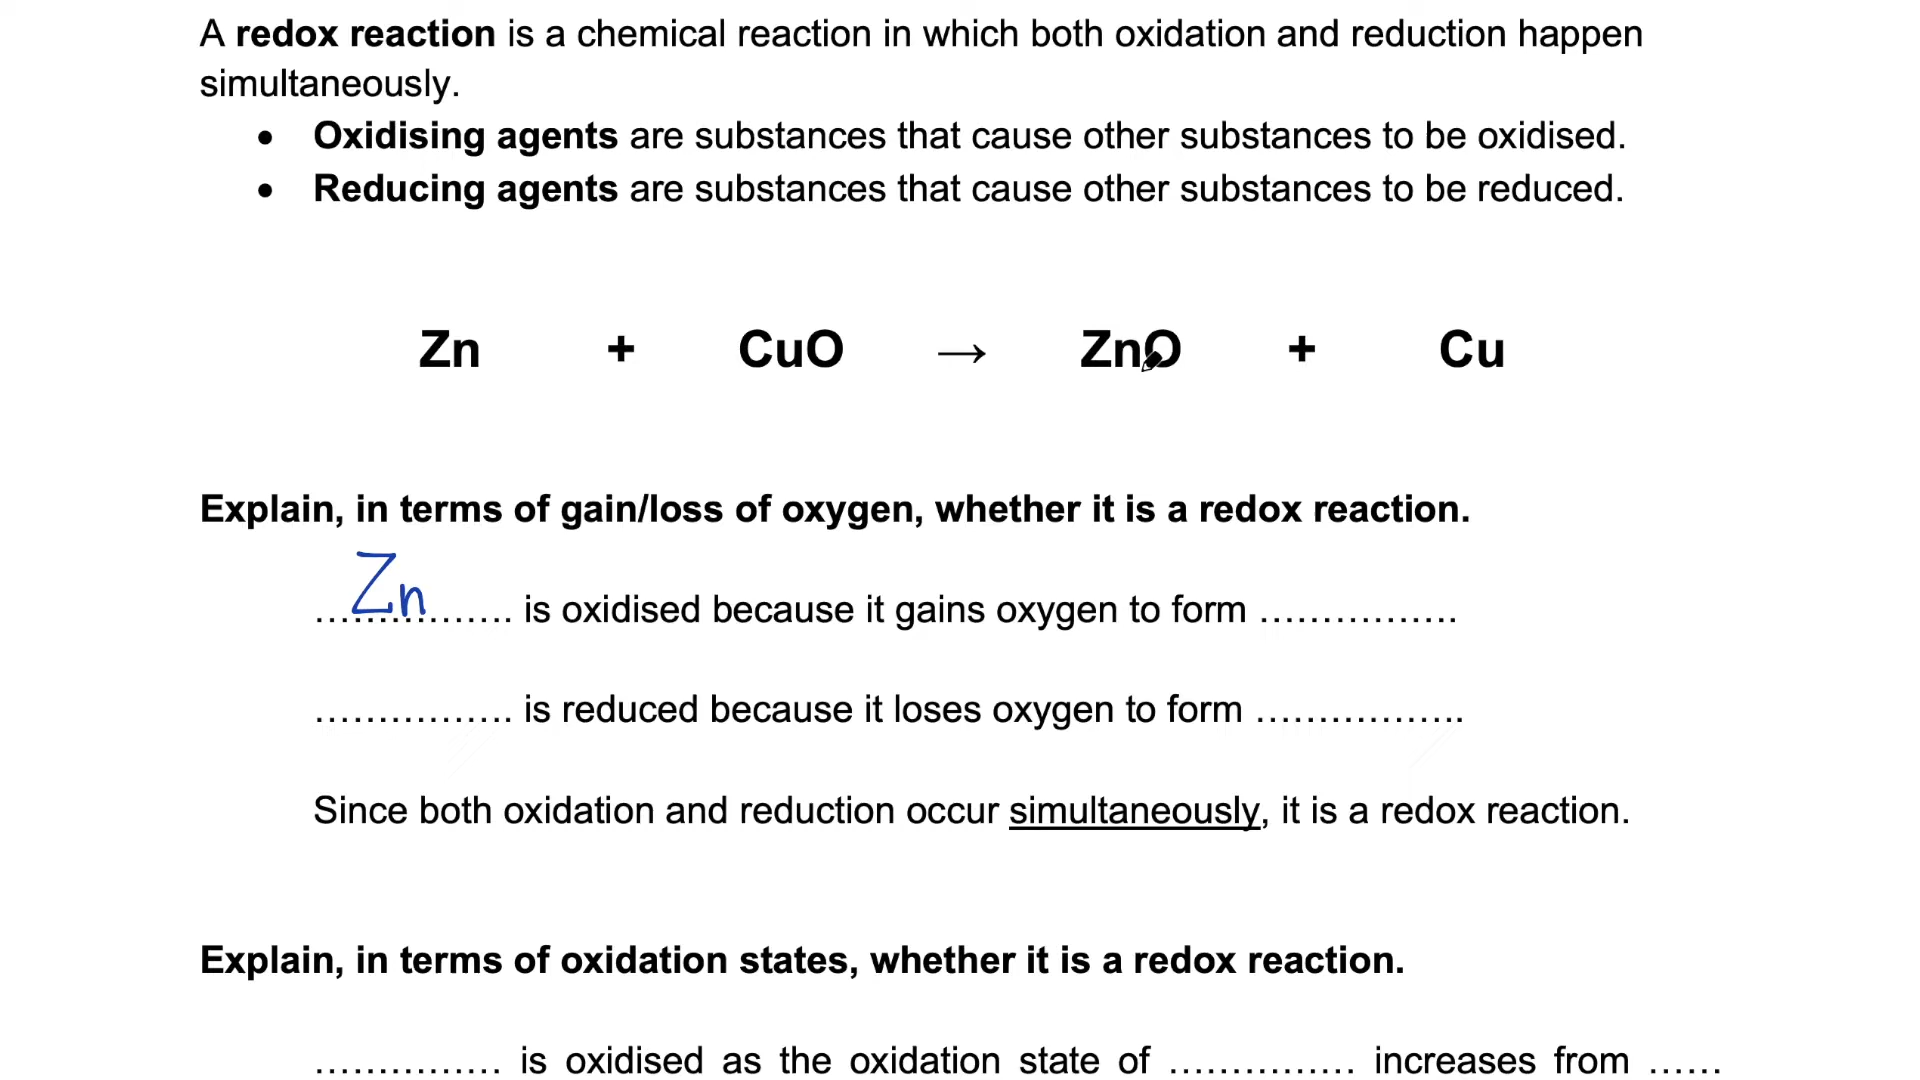 A redox reaction is a chemical reaction in which both oxidation and reduction happen
simultaneously.
• Oxidising agents are substances that cause other substances to be oxidised.
• Reducing agents are substances that cause other substances to be reduced.
Zn + CuO → ZnO + Cu
Explain, in terms of gain/loss of oxygen, whether it is a redox reaction.
Zn ................ is oxidised because it gains oxygen to form ................
................ is reduced because it loses oxygen to form .................
Since both oxidation and reduction occur simultaneously, it is a redox reaction.
Explain, in terms of oxidation states, whether it is a redox reaction.
............... is oxidised as the oxidation state of ............... increases from ......